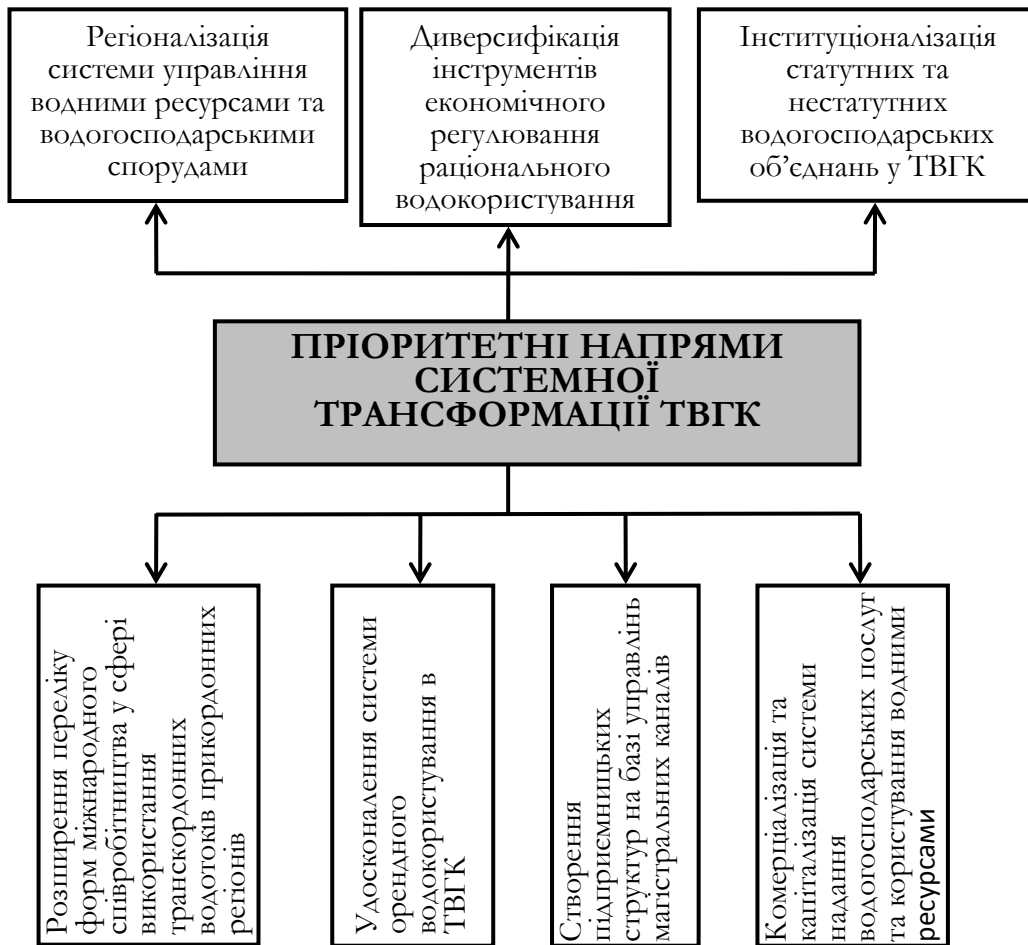 Регіоналізація
системи управління
водними ресурсами та
водогосподарськими
спорудами
Диверсифікація
інструментів
економічного
регулювання
раціонального
водокористування
Інституціоналізація
статутних та
нестатутних
водогосподарських
об’єднань у ТВГК
ПРІОРИТЕТНІ НАПРЯМИ
СИСТЕМНОЇ
ТРАНСФОРМАЦІЇ ТВГК
Розширення переліку
форм міжнародного
співробітництва у сфері
використання
транскордонних
водотоків прикордонних
регіонів
Удосконалення системи
орендного
водокористування в
ТВГК
Створення
підприємницьких
структур на базі управлінь
магістральних каналів
Комерціалізація та
капіталізація системи
надання
водогосподарських послуг
та користування водними
ресурсами